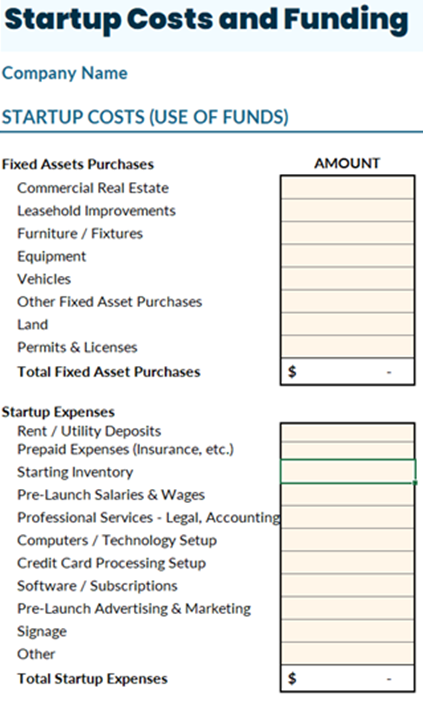 Startup Costs and Funding
Company Name
STARTUP COSTS (USE OF FUNDS)
Fixed Assets Purchases AMOUNT
Commercial Real Estate
Leasehold Improvements
Furniture / Fixtures
Equipment
Vehicles
Other Fixed Asset Purchases
Land
Permits & Licenses
Total Fixed Asset Purchases $ -
Startup Expenses
Rent / Utility Deposits
Prepaid Expenses (Insurance, etc.)
Starting Inventory
Pre-Launch Salaries & Wages
Professional Services - Legal, Accounting
Computers / Technology Setup
Credit Card Processing Setup
Software / Subscriptions
Pre-Launch Advertising & Marketing
Signage
Other
Total Startup Expenses $ -